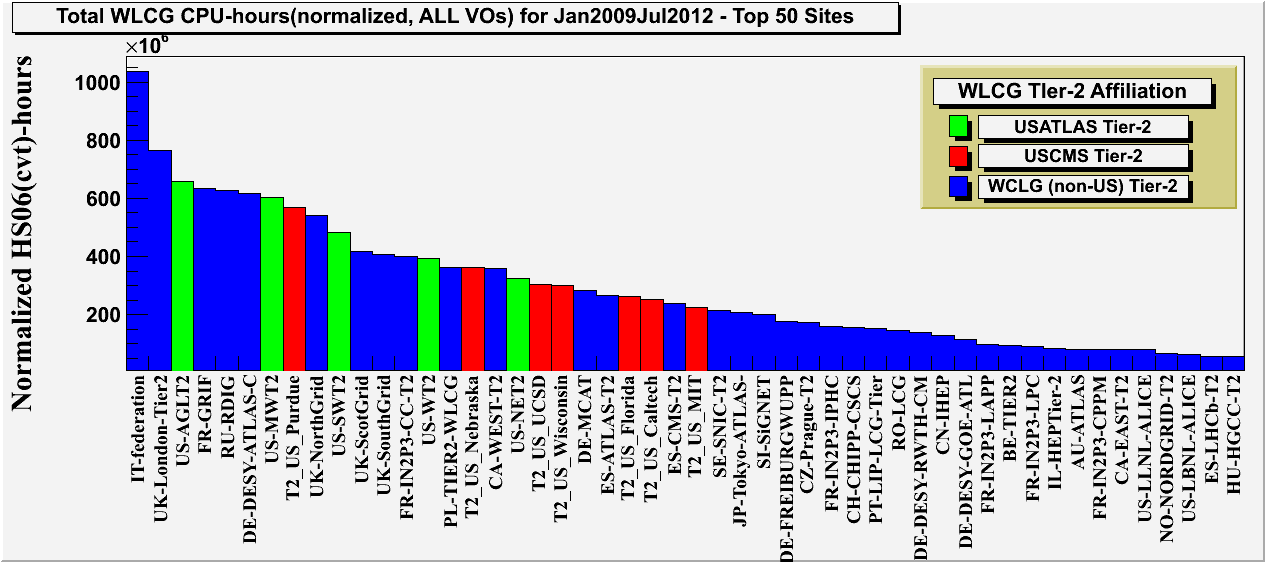 Total WLCG CPU-hours(normalized, ALL VOs) for Jan2009Jul2012 - Top 50 Sites
×10⁶
Normalized HS06(cvt)-hours
1000
800
600
400
200
WLCG TIer-2 Affiliation
USATLAS Tier-2
USCMS Tier-2
WCLG (non-US) Tier-2
IT-federation
UK-London-Tier2
US-AGLT2
FR-GRIF
RU-RDIG
DE-DESY-ATLAS-C
US-MWT2
T2_US_Purdue
UK-NorthGrid
US-SWT2
UK-ScotGrid
UK-SouthGrid
FR-IN2P3-CC-T2
US-WT2
PL-TIER2-WLCG
T2_US_Nebraska
CA-WEST-T2
US-NET2
T2_US_UCSD
T2_US_Wisconsin
DE-MCAT
ES-ATLAS-T2
T2_US_Florida
T2_US_Caltech
ES-CMS-T2
T2_US_MIT
SE-SNIC-T2
JP-Tokyo-ATLAS-
SI-SiGNET
DE-FREIBURGWUPP
CZ-Prague-T2
FR-IN2P3-IPHC
CH-CHIPP-CSCS
PT-LIP-LCG-Tier
RO-LCG
DE-DESY-RWTH-CM
CN-IHEP
DE-DESY-GOE-ATL
FR-IN2P3-LAPP
BE-TIER2
FR-IN2P3-LPC
IL-HEPTier-2
AU-ATLAS
FR-IN2P3-CPPM
CA-EAST-T2
US-LLNL-ALICE
NO-NORDGRID-T2
US-LBNL-ALICE
ES-LHCb-T2
HU-HGCC-T2